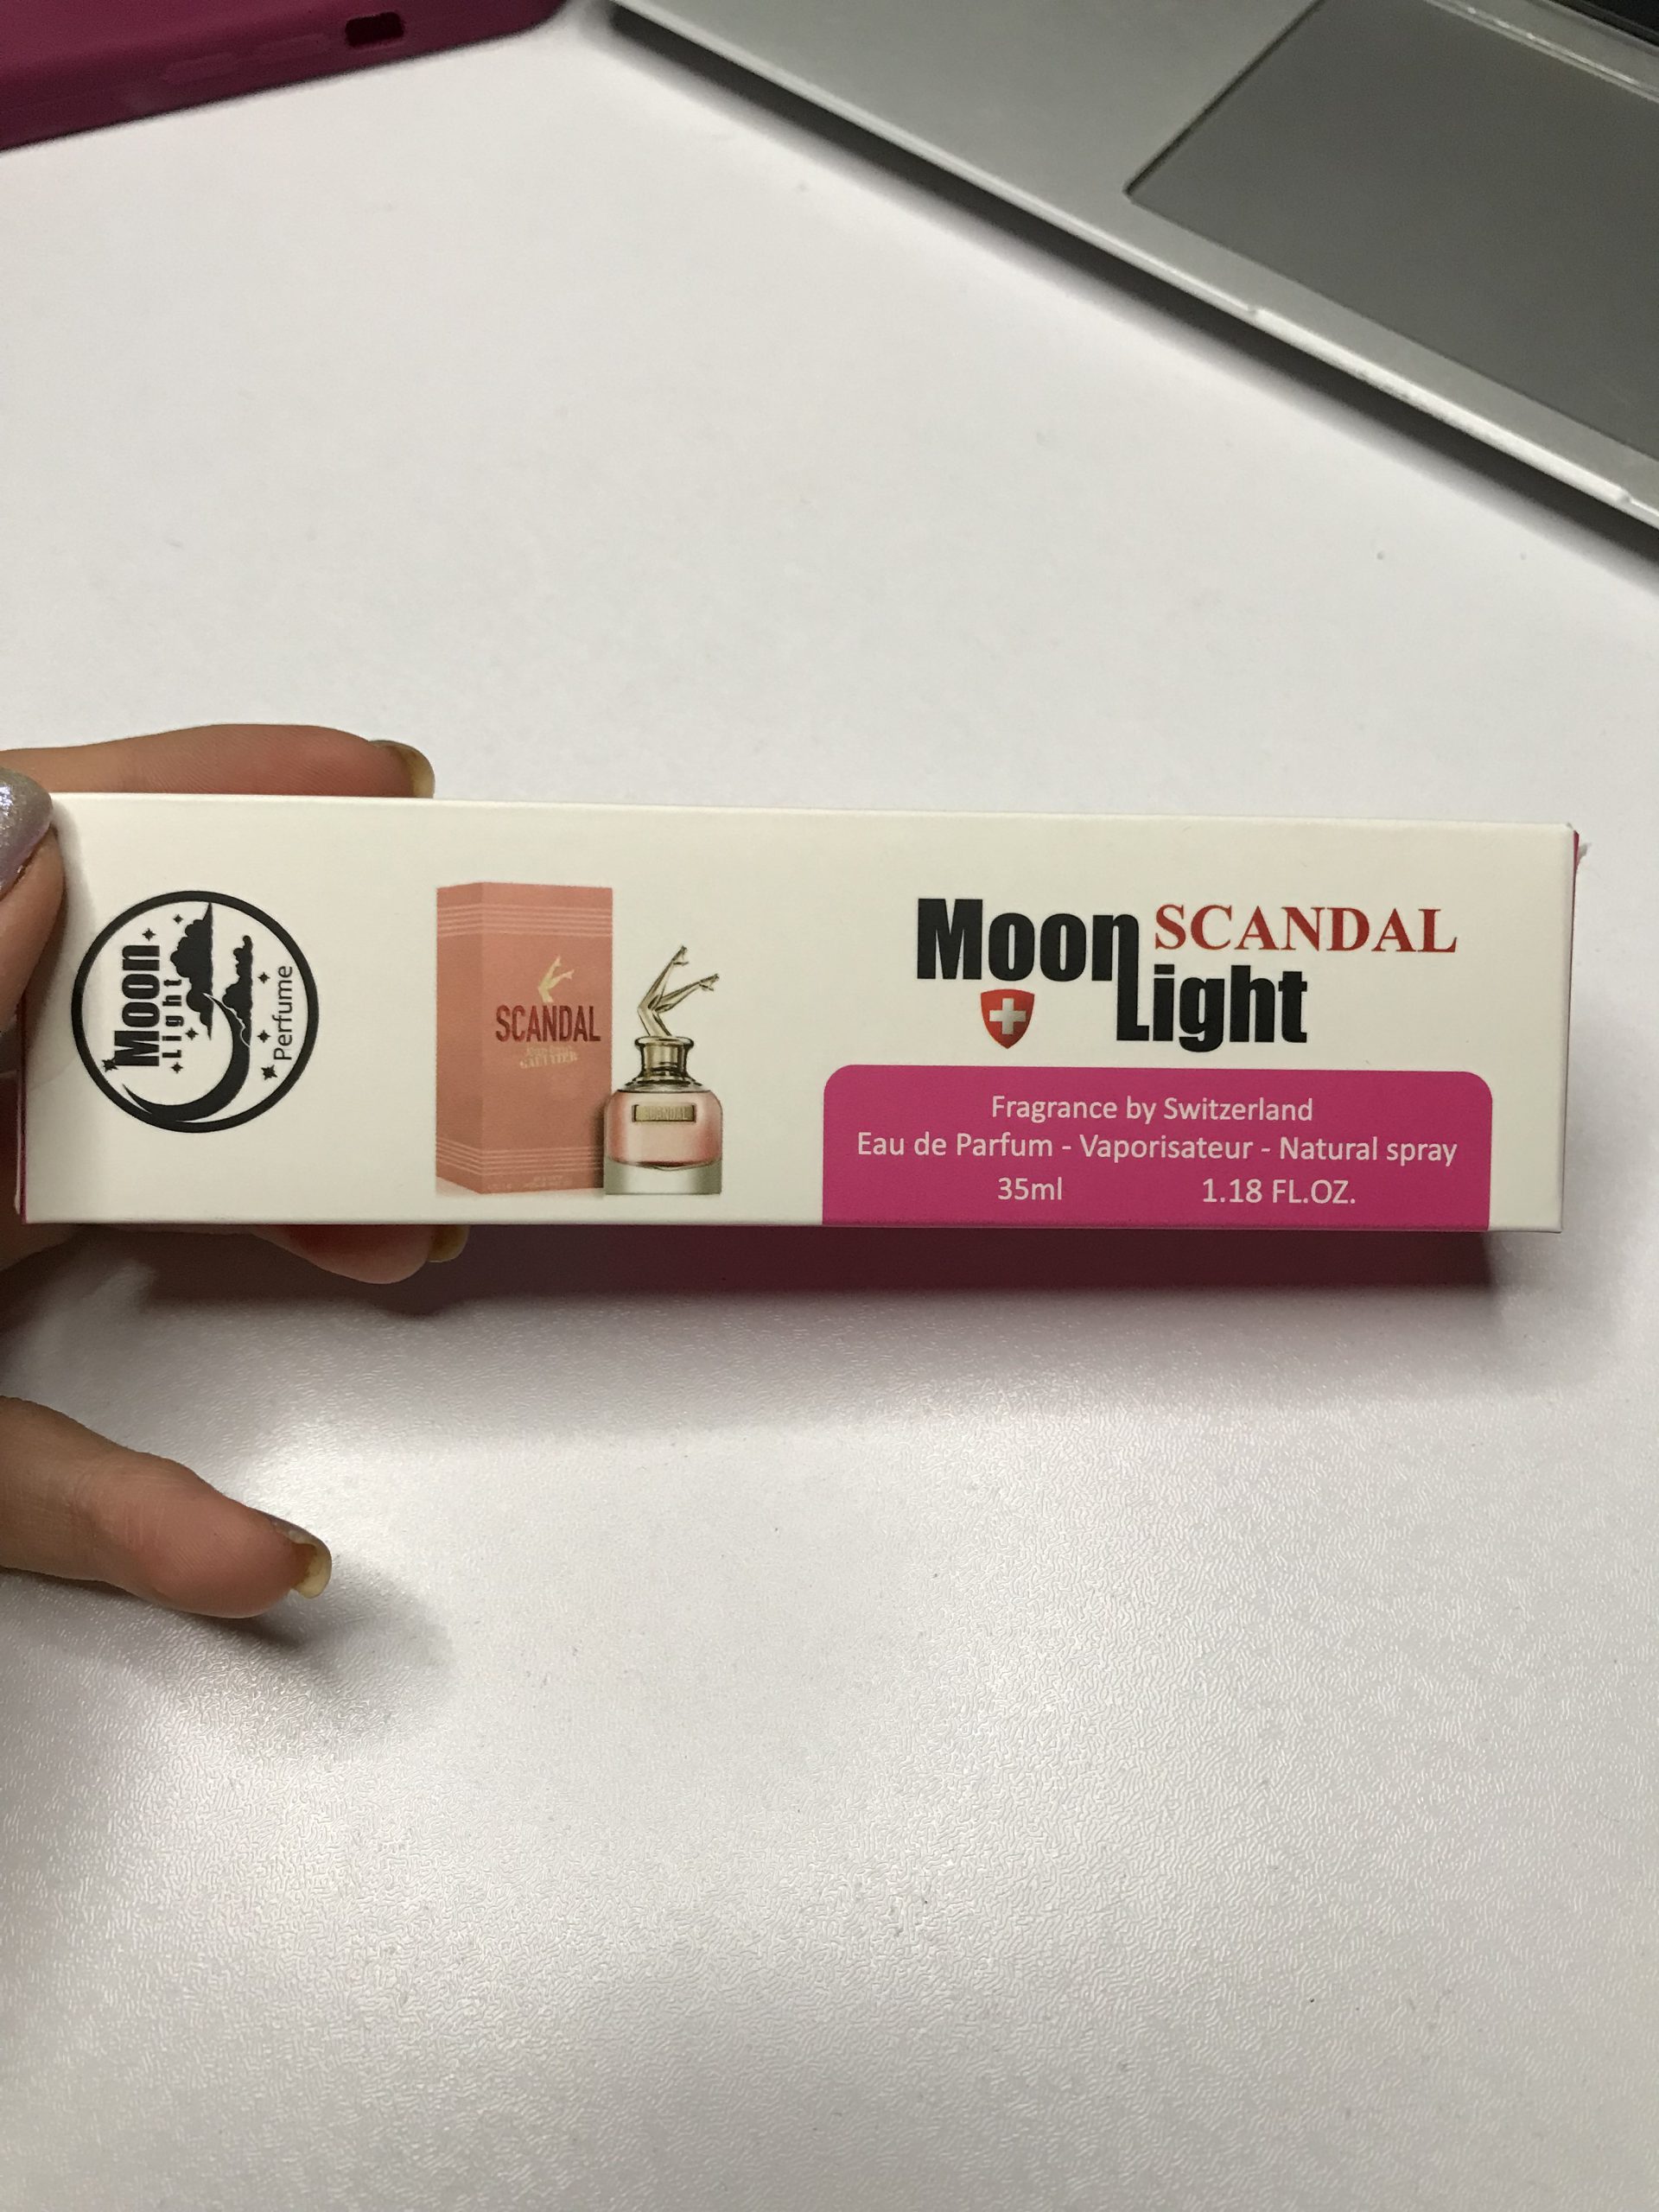 Moon
Light
Perfume
SCANDAL
GAULTIER
SCANDAL
Moon SCANDAL
Light
Fragrance by Switzerland
Eau de Parfum - Vaporisateur - Natural spray
35ml 1.18 FL.OZ.